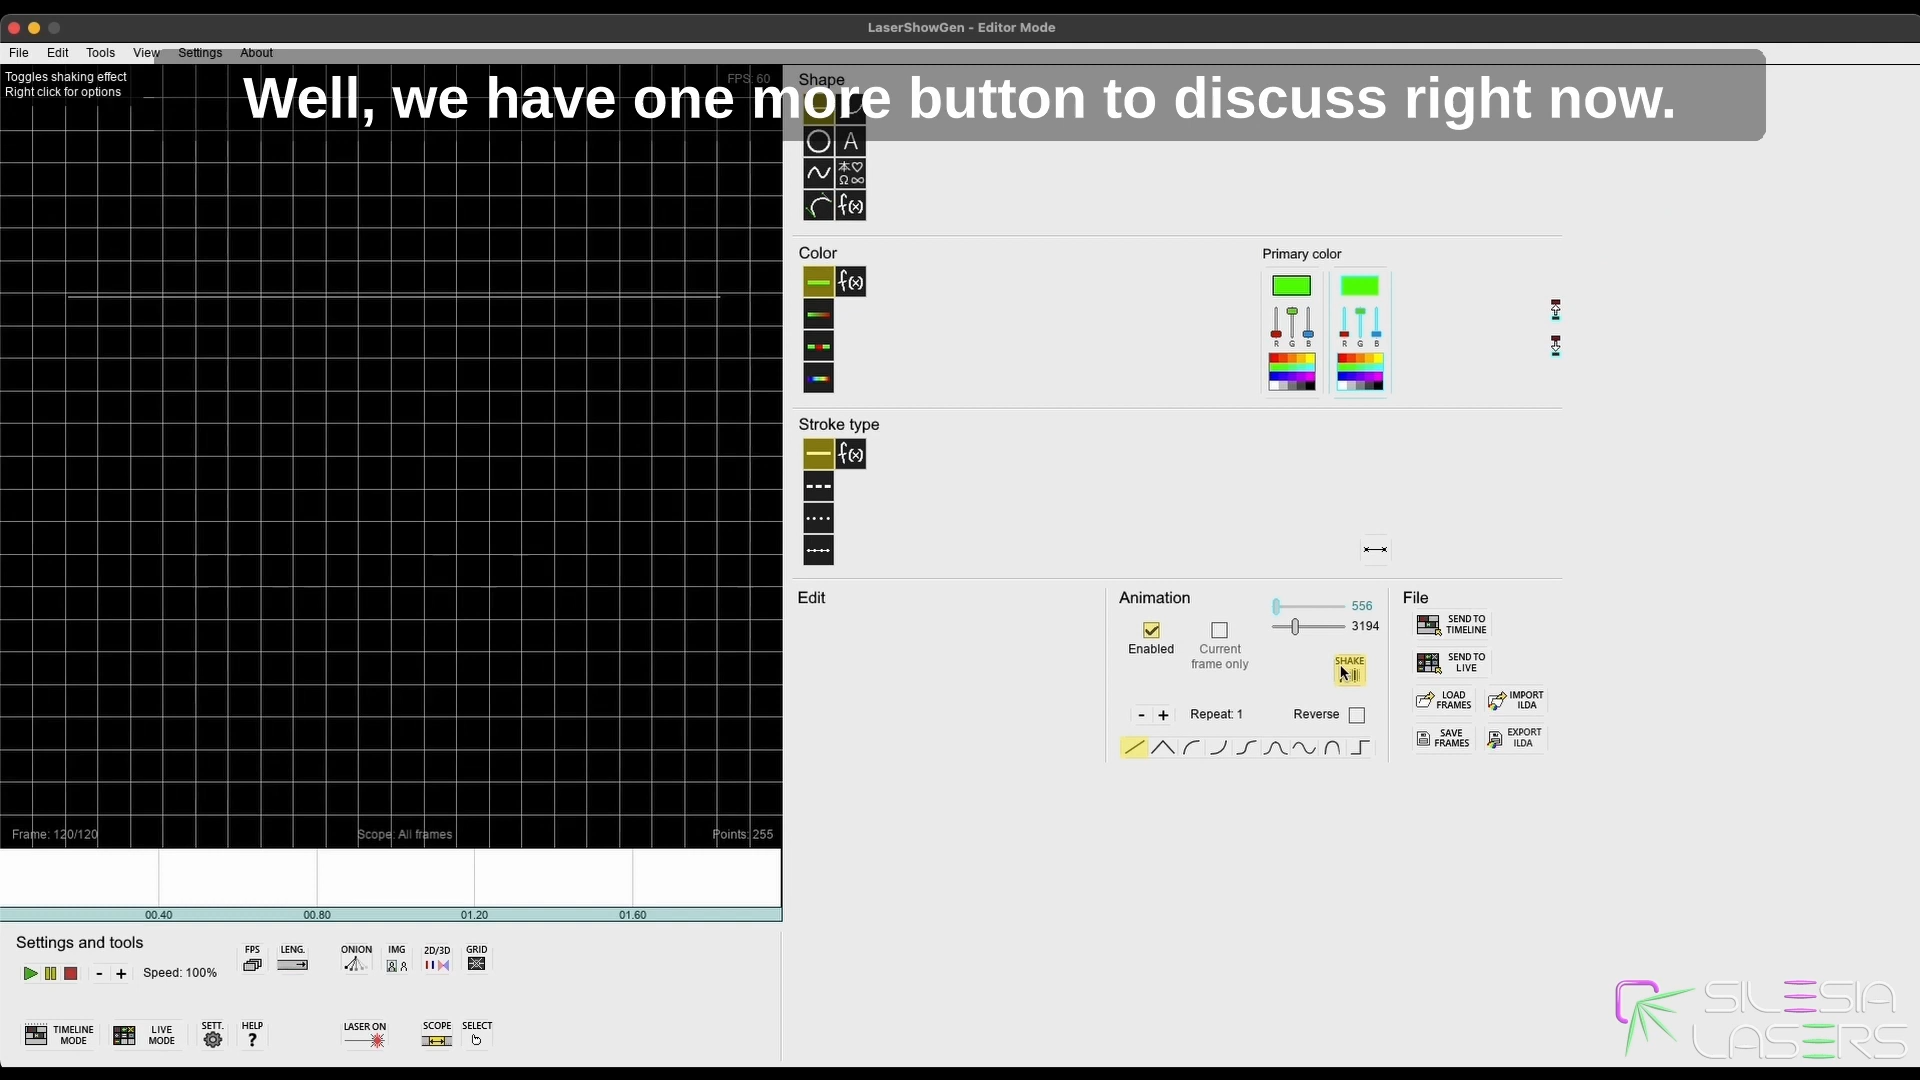 LaserShowGen - Editor Mode
File Edit Tools View Settings About
Toggles shaking effect
Right click for options
FPS: 60
Well, we have one more button to discuss right now.
Shape
A
f(x)
Color
f(x)
Primary color
R G B
R G B
Stroke type
f(x)
Edit
Animation
Enabled
Current
frame only
556
3194
SHAKE
- + Repeat: 1 Reverse
File
SEND TO
TIMELINE
SEND TO
LIVE
LOAD
FRAMES
IMPORT
ILDA
SAVE
FRAMES
EXPORT
ILDA
Frame: 120/120 Scope: All frames Points: 255
00.40 00.80 01.20 01.60
Settings and tools
- + Speed: 100%
FPS LENG. ONION IMG 2D/3D GRID
TIMELINE
MODE
LIVE
MODE
SETT. HELP
?
LASER ON SCOPE SELECT
SILESIA
LASERS